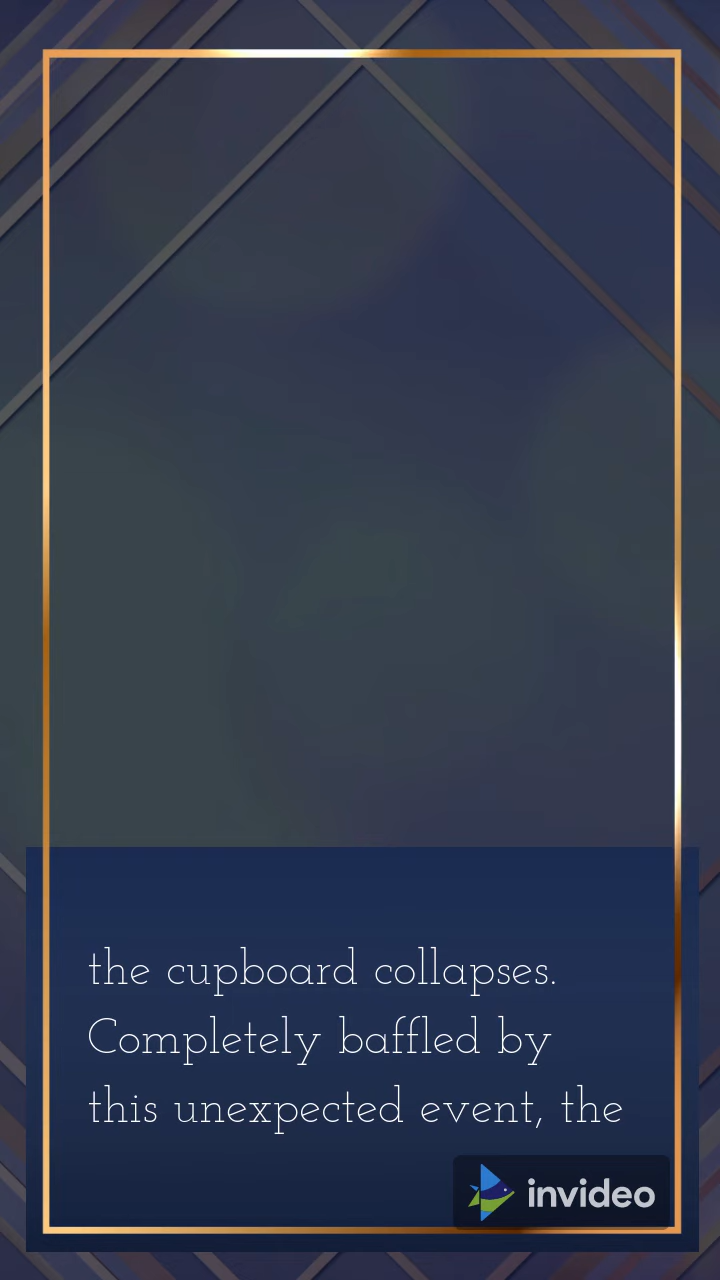 the cupboard collapses.
Completely baffled by
this unexpected event, the
invideo